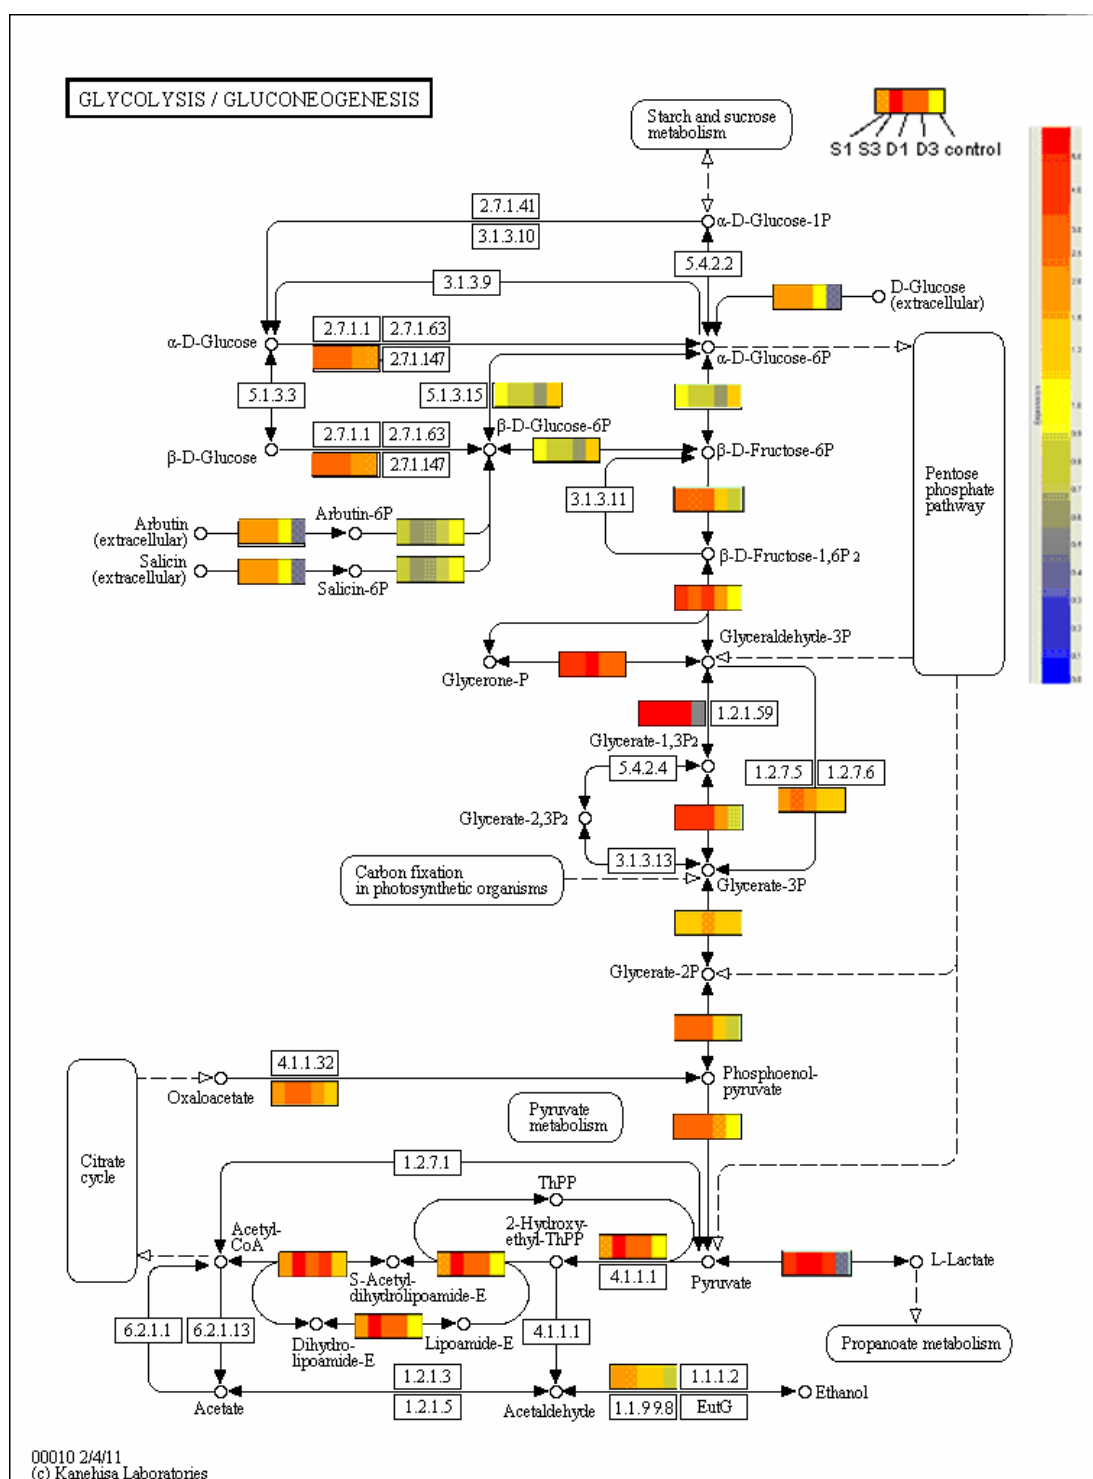 GLYCOLYSIS / GLUCONEOGENESIS
Starch and sucrose
metabolism
S1 S3 D1 D3 control
2.7.1.41
3.1.3.10
α-D-Glucose-1P
5.4.2.2
3.1.3.9
D-Glucose
(extracellular)
α-D-Glucose
2.7.1.1
2.7.1.63
2.7.1.147
α-D-Glucose-6P
5.1.3.3
5.1.3.15
β-D-Glucose-6P
β-D-Glucose
2.7.1.1
2.7.1.63
2.7.1.147
β-D-Fructose-6P
Pentose
phosphate
pathway
3.1.3.11
Arbutin
(extracellular)
Arbutin-6P
Salicin
(extracellular)
Salicin-6P
β-D-Fructose-1,6P2
Glyceraldehyde-3P
Glycerone-P
1.2.1.59
Glycerate-1,3P2
5.4.2.4
1.2.7.5
1.2.7.6
Glycerate-2,3P2
3.1.3.13
Carbon fixation
in photosynthetic organisms
Glycerate-3P
Glycerate-2P
4.1.1.32
Oxaloacetate
Phosphoenol-
pyruvate
Pyruvate
metabolism
Citrate
cycle
1.2.7.1
ThPP
2-Hydroxy-
ethyl-ThPP
Acetyl-
CoA
S-Acetyl-
dihydrolipoamide-E
4.1.1.1
Pyruvate
L-Lactate
6.2.1.1
6.2.1.13
Dihydro-
lipoamide-E
Lipoamide-E
4.1.1.1
Propanoate metabolism
1.2.1.3
1.2.1.5
Acetate
Acetaldehyde
1.1.1.2
1.1.99.8
EutG
Ethanol
00010 2/4/11
(c) Kanehisa Laboratories